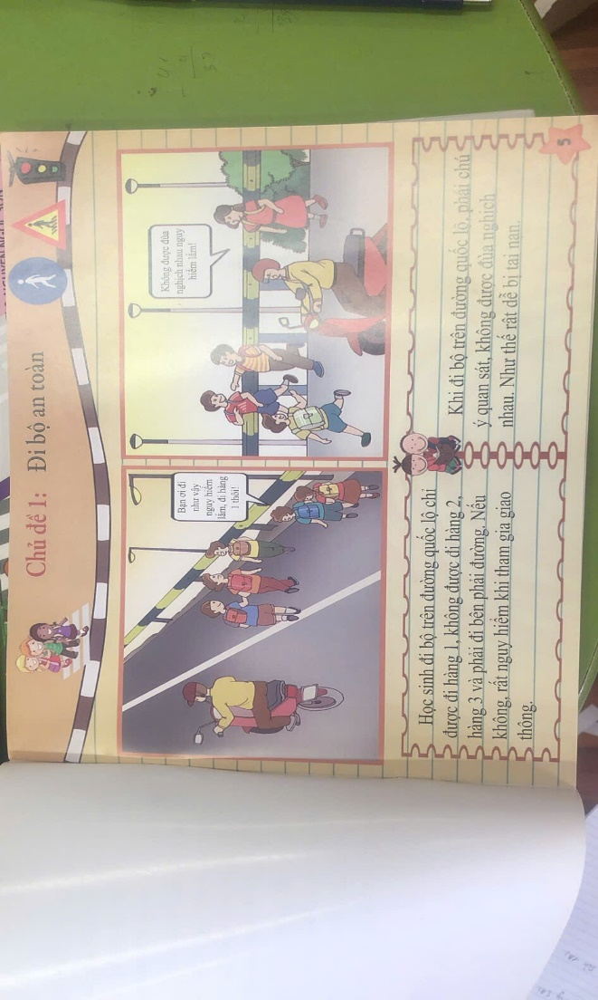 Chủ đề 1: Đi bộ an toàn
Bạn ơi đi
như vậy
nguy hiểm
lắm, đi hàng
1 thôi!
Không được đùa
nghịch nhau nguy
hiểm lắm!
Học sinh đi bộ trên đường quốc lộ chỉ
được đi hàng 1, không được đi hàng 2,
hàng 3 và phải đi bên phải đường. Nếu
không, rất nguy hiểm khi tham gia giao
thông.
Khi đi bộ trên đường quốc lộ, phải chú
ý quan sát, không được đùa nghịch
nhau. Như thế rất dễ bị tai nạn.
5